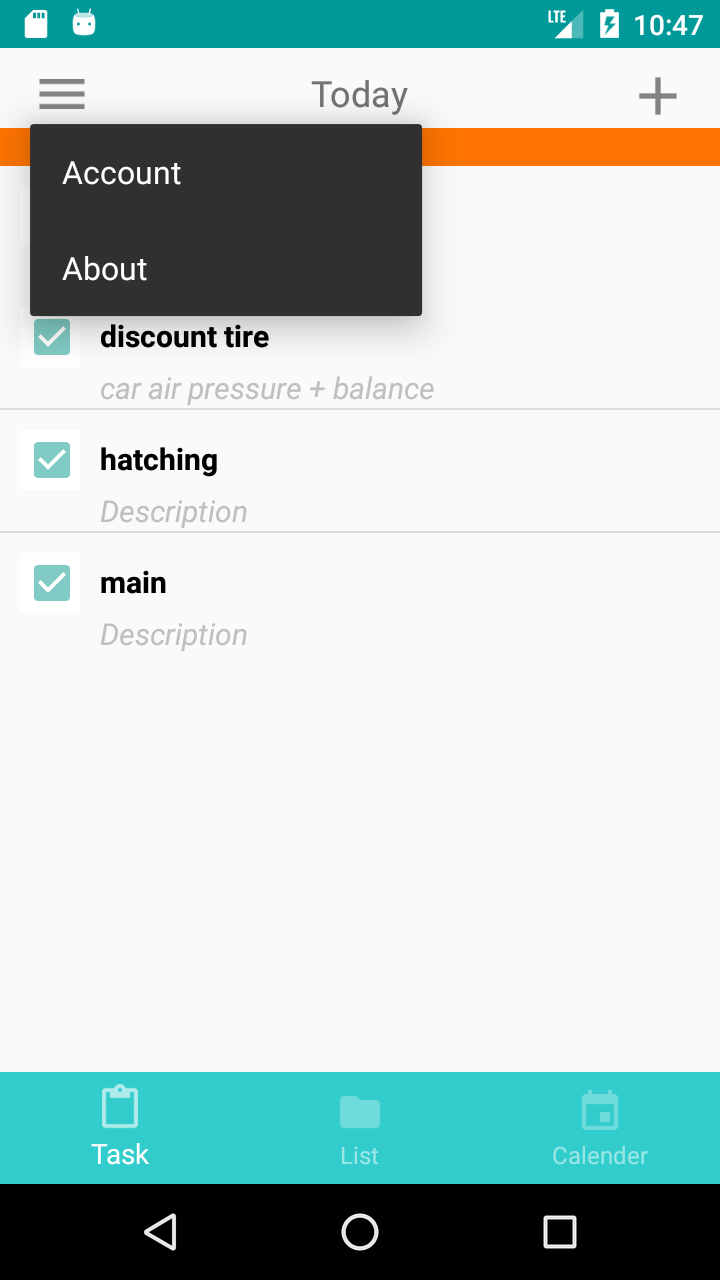 LTE 10:47
Today
Account
About
discount tire
car air pressure + balance
hatching
Description
main
Description
Task List Calender